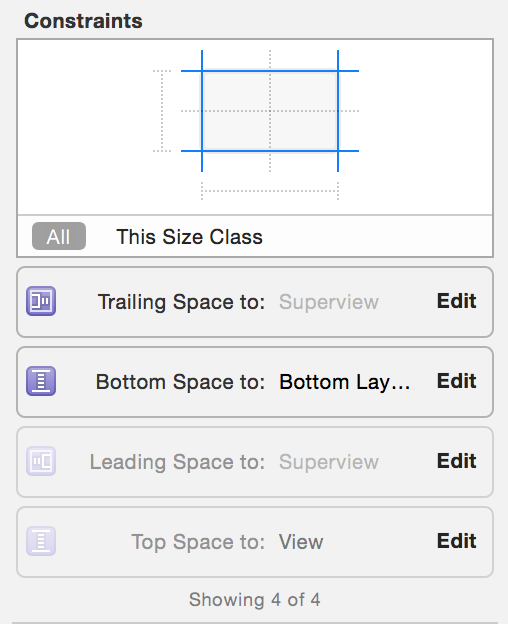 Constraints
All This Size Class
Trailing Space to: Superview Edit
Bottom Space to: Bottom Lay... Edit
Leading Space to: Superview Edit
Top Space to: View Edit
Showing 4 of 4